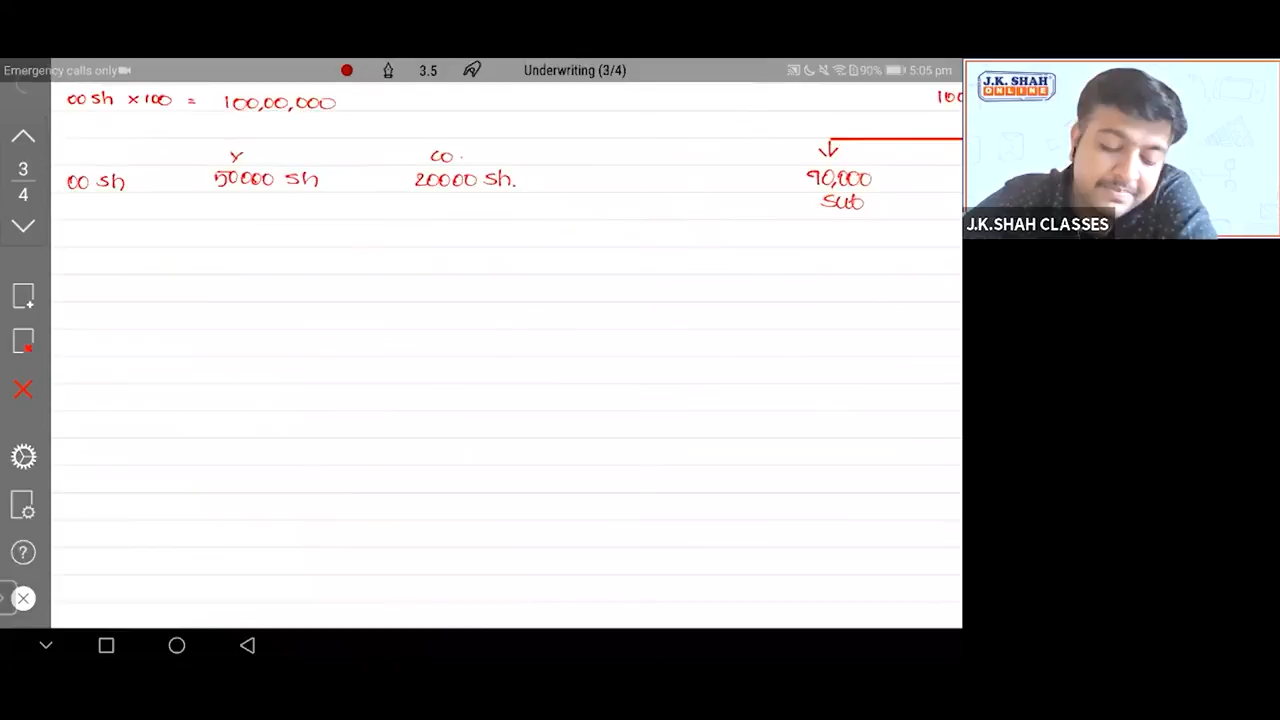 Emergency calls only
3.5
Underwriting (3/4)
90%
5:05 pm
J.K. SHAH
ONLINE
00 Sh × 100 = 100,00,000
100
Y
CO.
00 Sh
50000 Sh
20000 Sh.
90,000
Sub
3
4
J.K.SHAH CLASSES